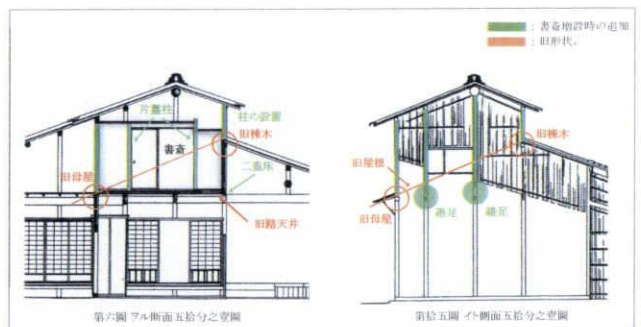 ：書斎増設時の追加
：旧形状。
片蓋柱
柱の設置
旧棟木
書斎
旧母屋
二重床
旧踏天井
旧棟木
旧屋根
旧母屋
継足
継足
第六圖 ヲル断面五拾分之壹圖
第拾五圖 イト側面五拾分之壹圖